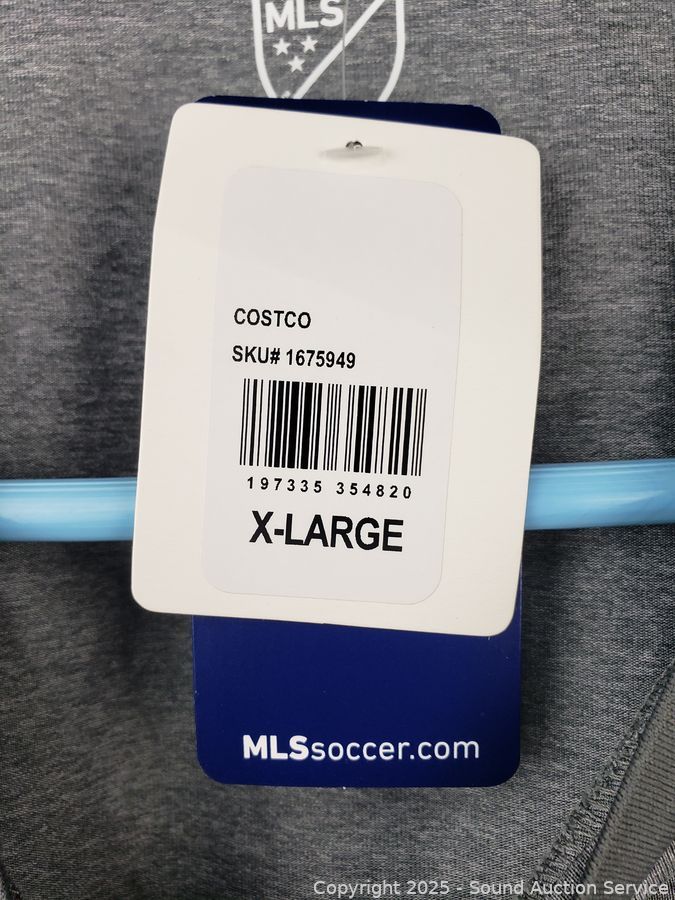 MLS
COSTCO
SKU# 1675949
197335 354820
X-LARGE
MLSsoccer.com
Copyright 2025 - Sound Auction Service